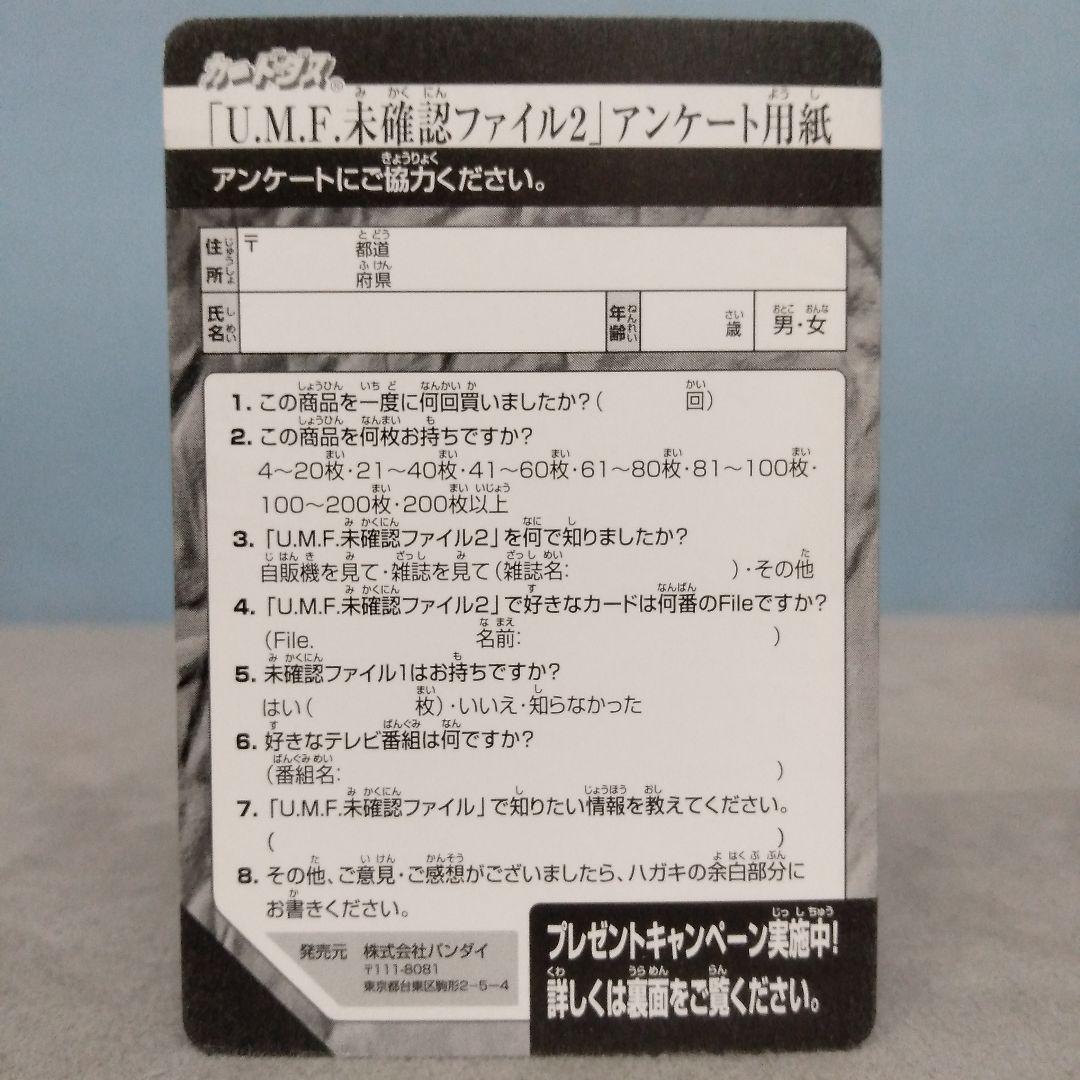 カードダス®
「U.M.F.未確認ファイル2」アンケート用紙
アンケートにご協力ください。
住所 〒 都道府県
氏名 年齢 歳 男・女
1. この商品を一度に何回買いましたか?( 回)
2. この商品を何枚お持ちですか?
4〜20枚・21〜40枚・41〜60枚・61〜80枚・81〜100枚・
100〜200枚・200枚以上
3. 「U.M.F.未確認ファイル2」を何で知りましたか?
自販機を見て・雑誌を見て(雑誌名: )・その他
4. 「U.M.F.未確認ファイル2」で好きなカードは何番のFileですか?
(File. 名前: )
5. 未確認ファイル1はお持ちですか?
はい( 枚)・いいえ・知らなかった
6. 好きなテレビ番組は何ですか?
(番組名: )
7. 「U.M.F.未確認ファイル」で知りたい情報を教えてください。
( )
8. その他、ご意見・ご感想がございましたら、ハガキの余白部分に
お書きください。
発売元 株式会社バンダイ
〒111-8081
東京都台東区駒形2-5-4
プレゼントキャンペーン実施中!
詳しくは裏面をご覧ください。